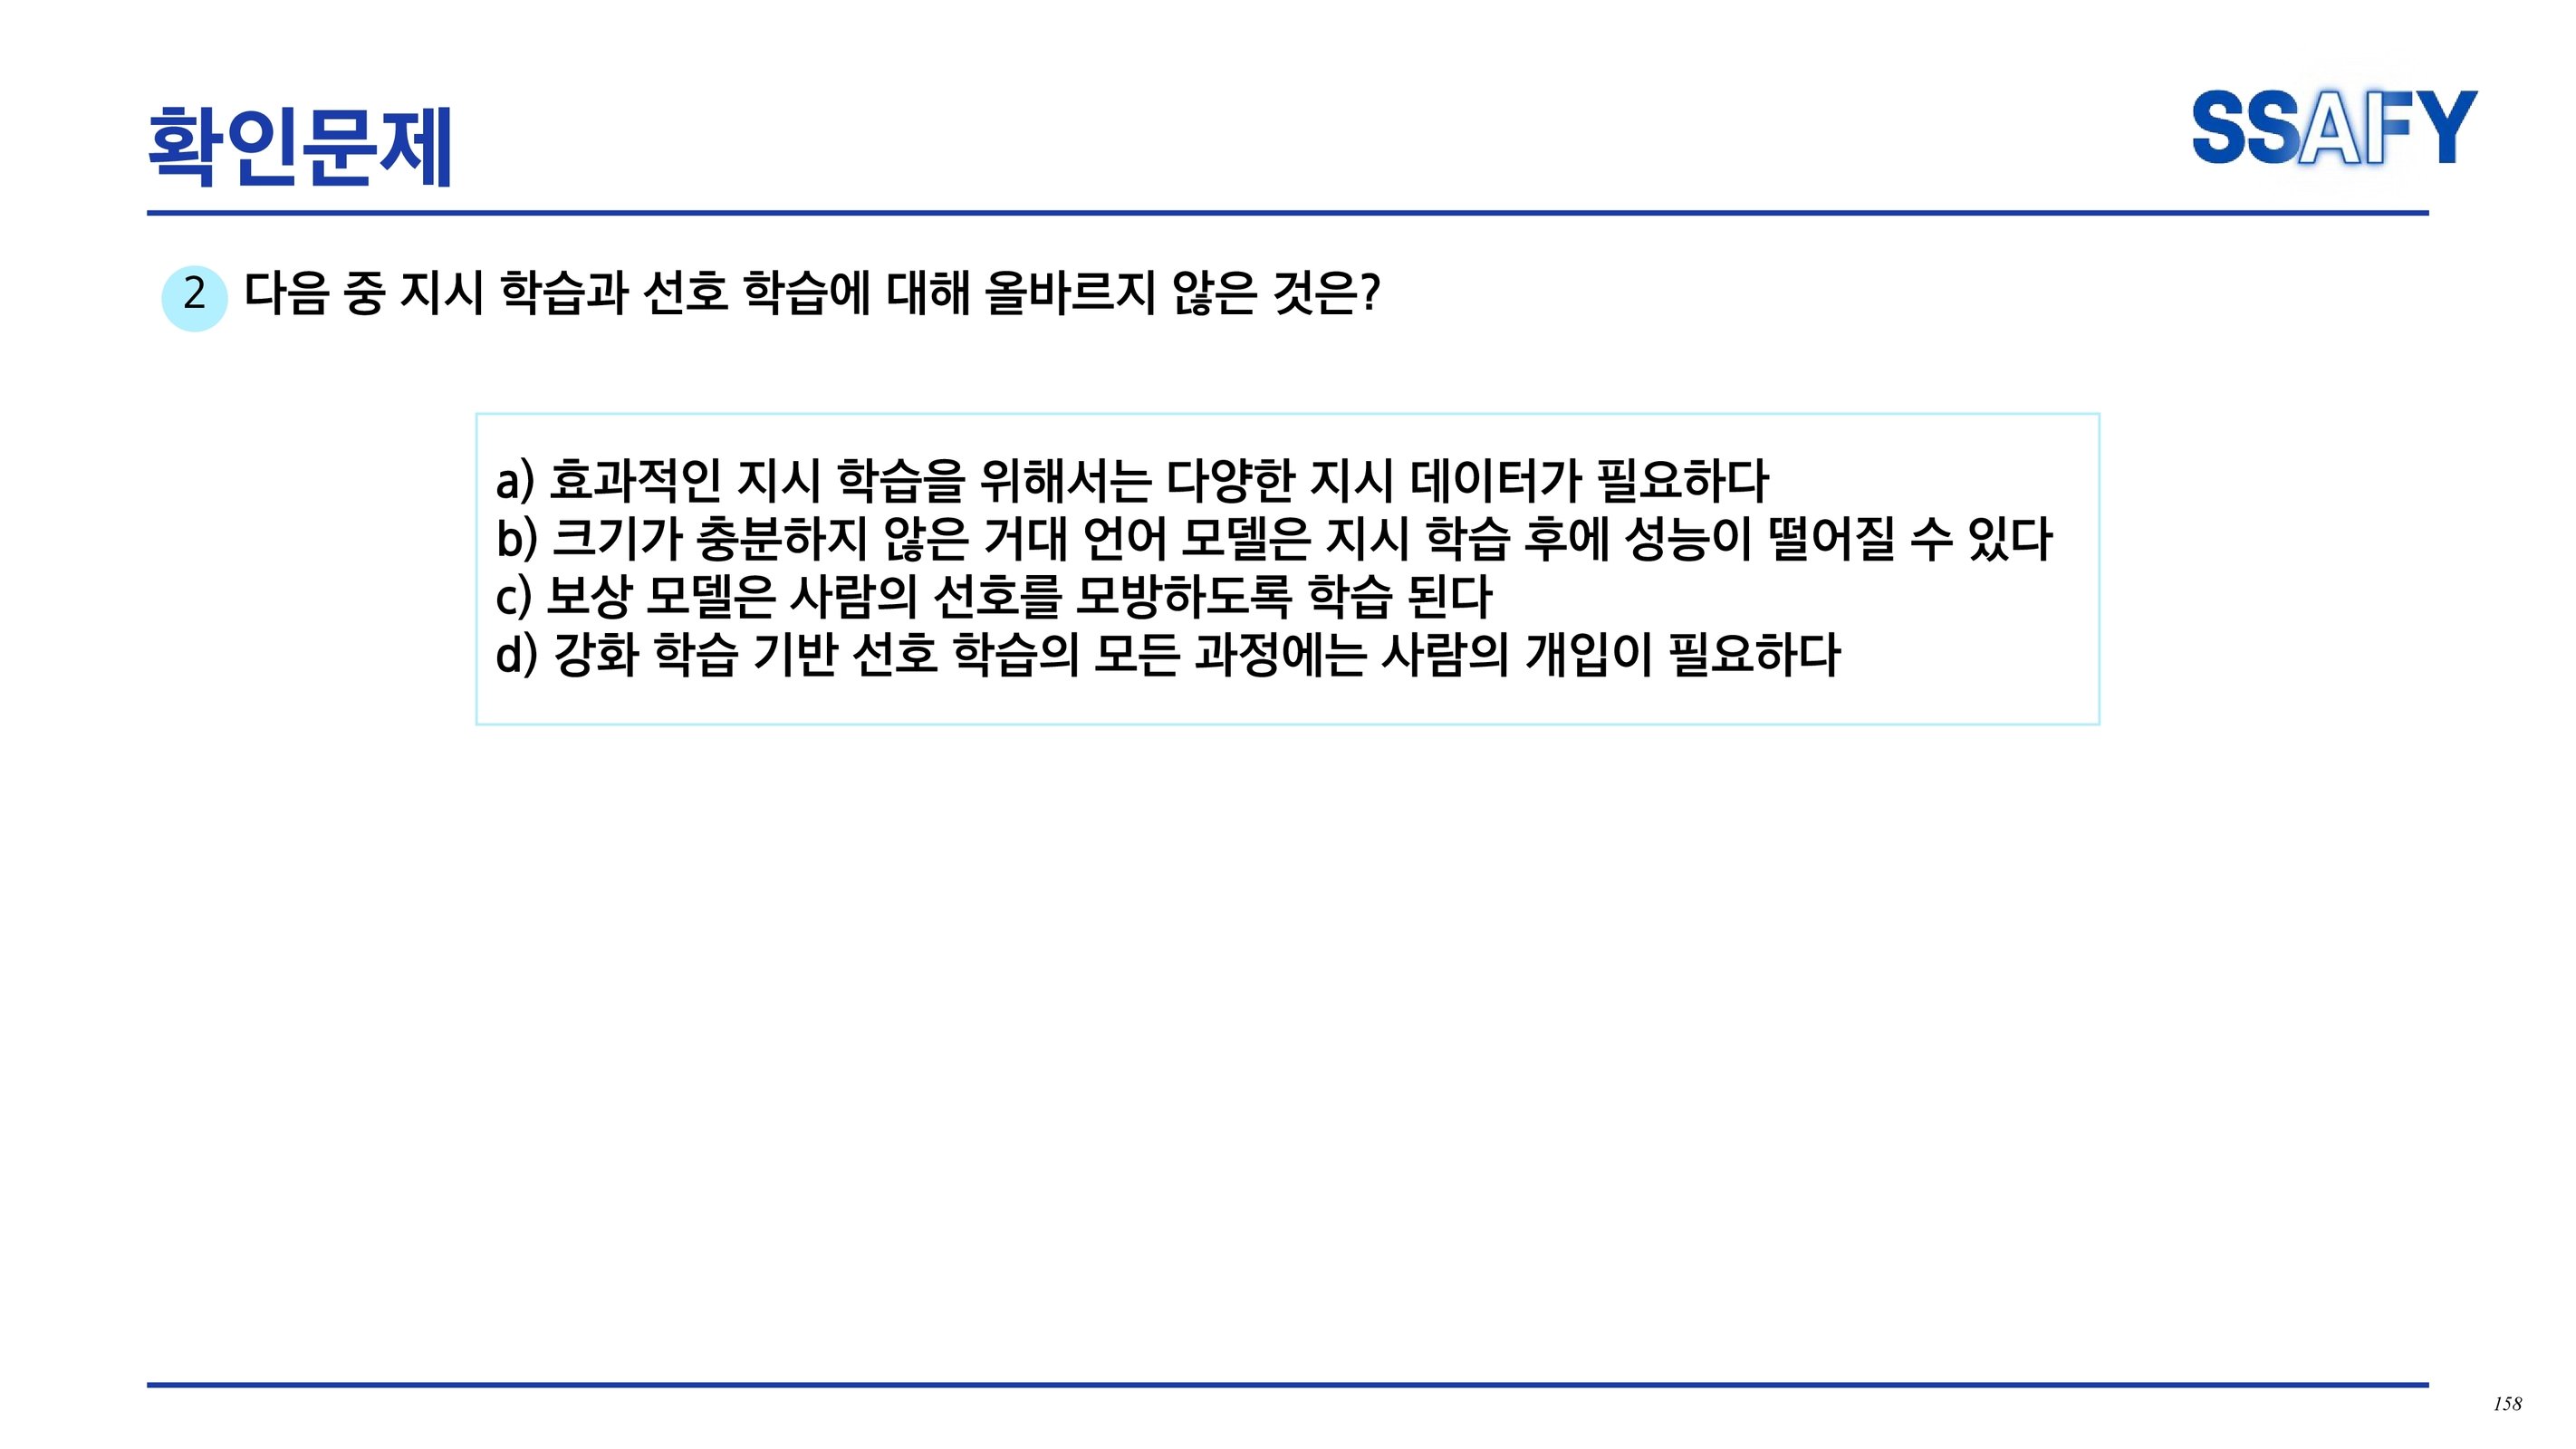 확인문제
SSAFY
2 다음 중 지시 학습과 선호 학습에 대해 올바르지 않은 것은?
a) 효과적인 지시 학습을 위해서는 다양한 지시 데이터가 필요하다
b) 크기가 충분하지 않은 거대 언어 모델은 지시 학습 후에 성능이 떨어질 수 있다
c) 보상 모델은 사람의 선호를 모방하도록 학습 된다
d) 강화 학습 기반 선호 학습의 모든 과정에는 사람의 개입이 필요하다
158